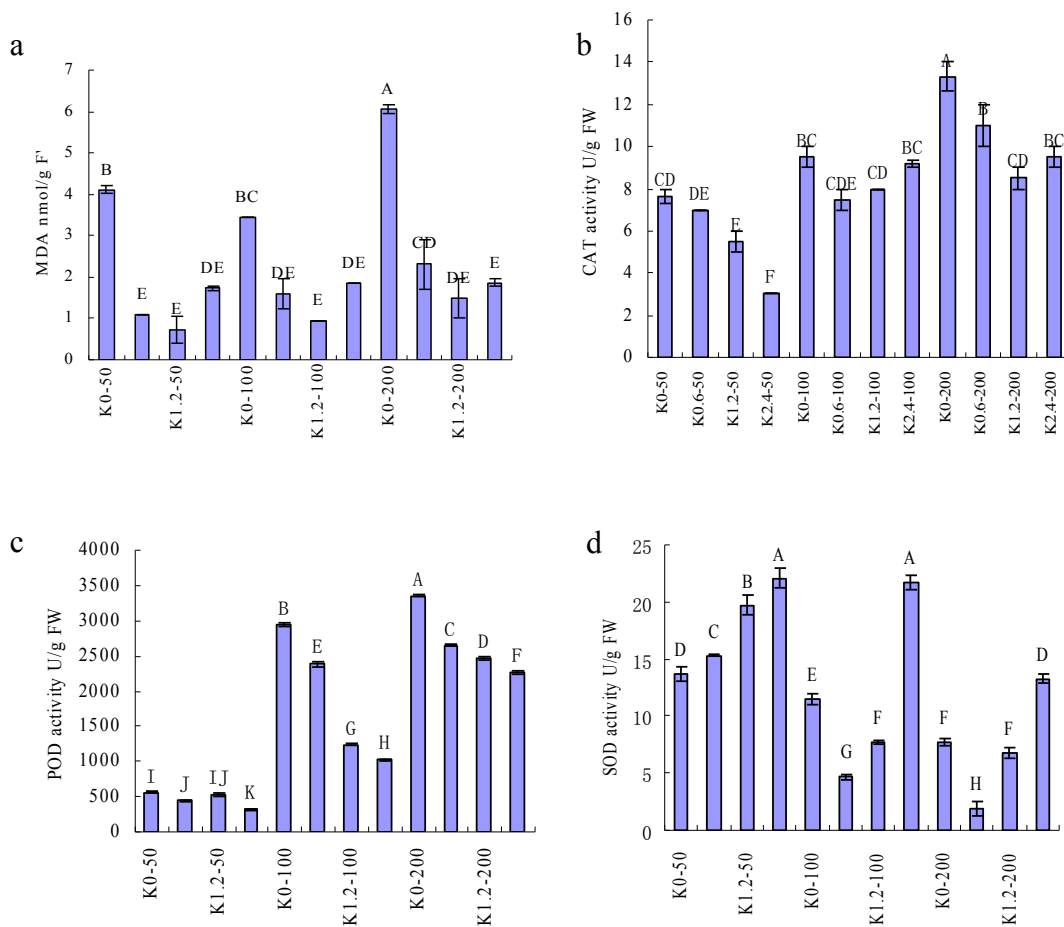 a
MDA nmol/g F'
7
6
5
4
3
2
1
0
B
E
E
DE
BC
DE
E
DE
A
CD
DE
E
K0-50
K1.2-50
K0-100
K1.2-100
K0-200
K1.2-200
b
CAT activity U/g FW
16
14
12
10
8
6
4
2
0
CD
DE
E
F
BC
CDE
CD
BC
A
B
CD
BC
K0-50
K0.6-50
K1.2-50
K2.4-50
K0-100
K0.6-100
K1.2-100
K2.4-100
K0-200
K0.6-200
K1.2-200
K2.4-200
c
POD activity U/g FW
4000
3500
3000
2500
2000
1500
1000
500
0
I
J
IJ
K
B
E
G
H
A
C
D
F
K0-50
K1.2-50
K0-100
K1.2-100
K0-200
K1.2-200
d
SOD activity U/g FW
25
20
15
10
5
0
D
C
B
A
E
G
F
A
F
H
F
D
K0-50
K1.2-50
K0-100
K1.2-100
K0-200
K1.2-200